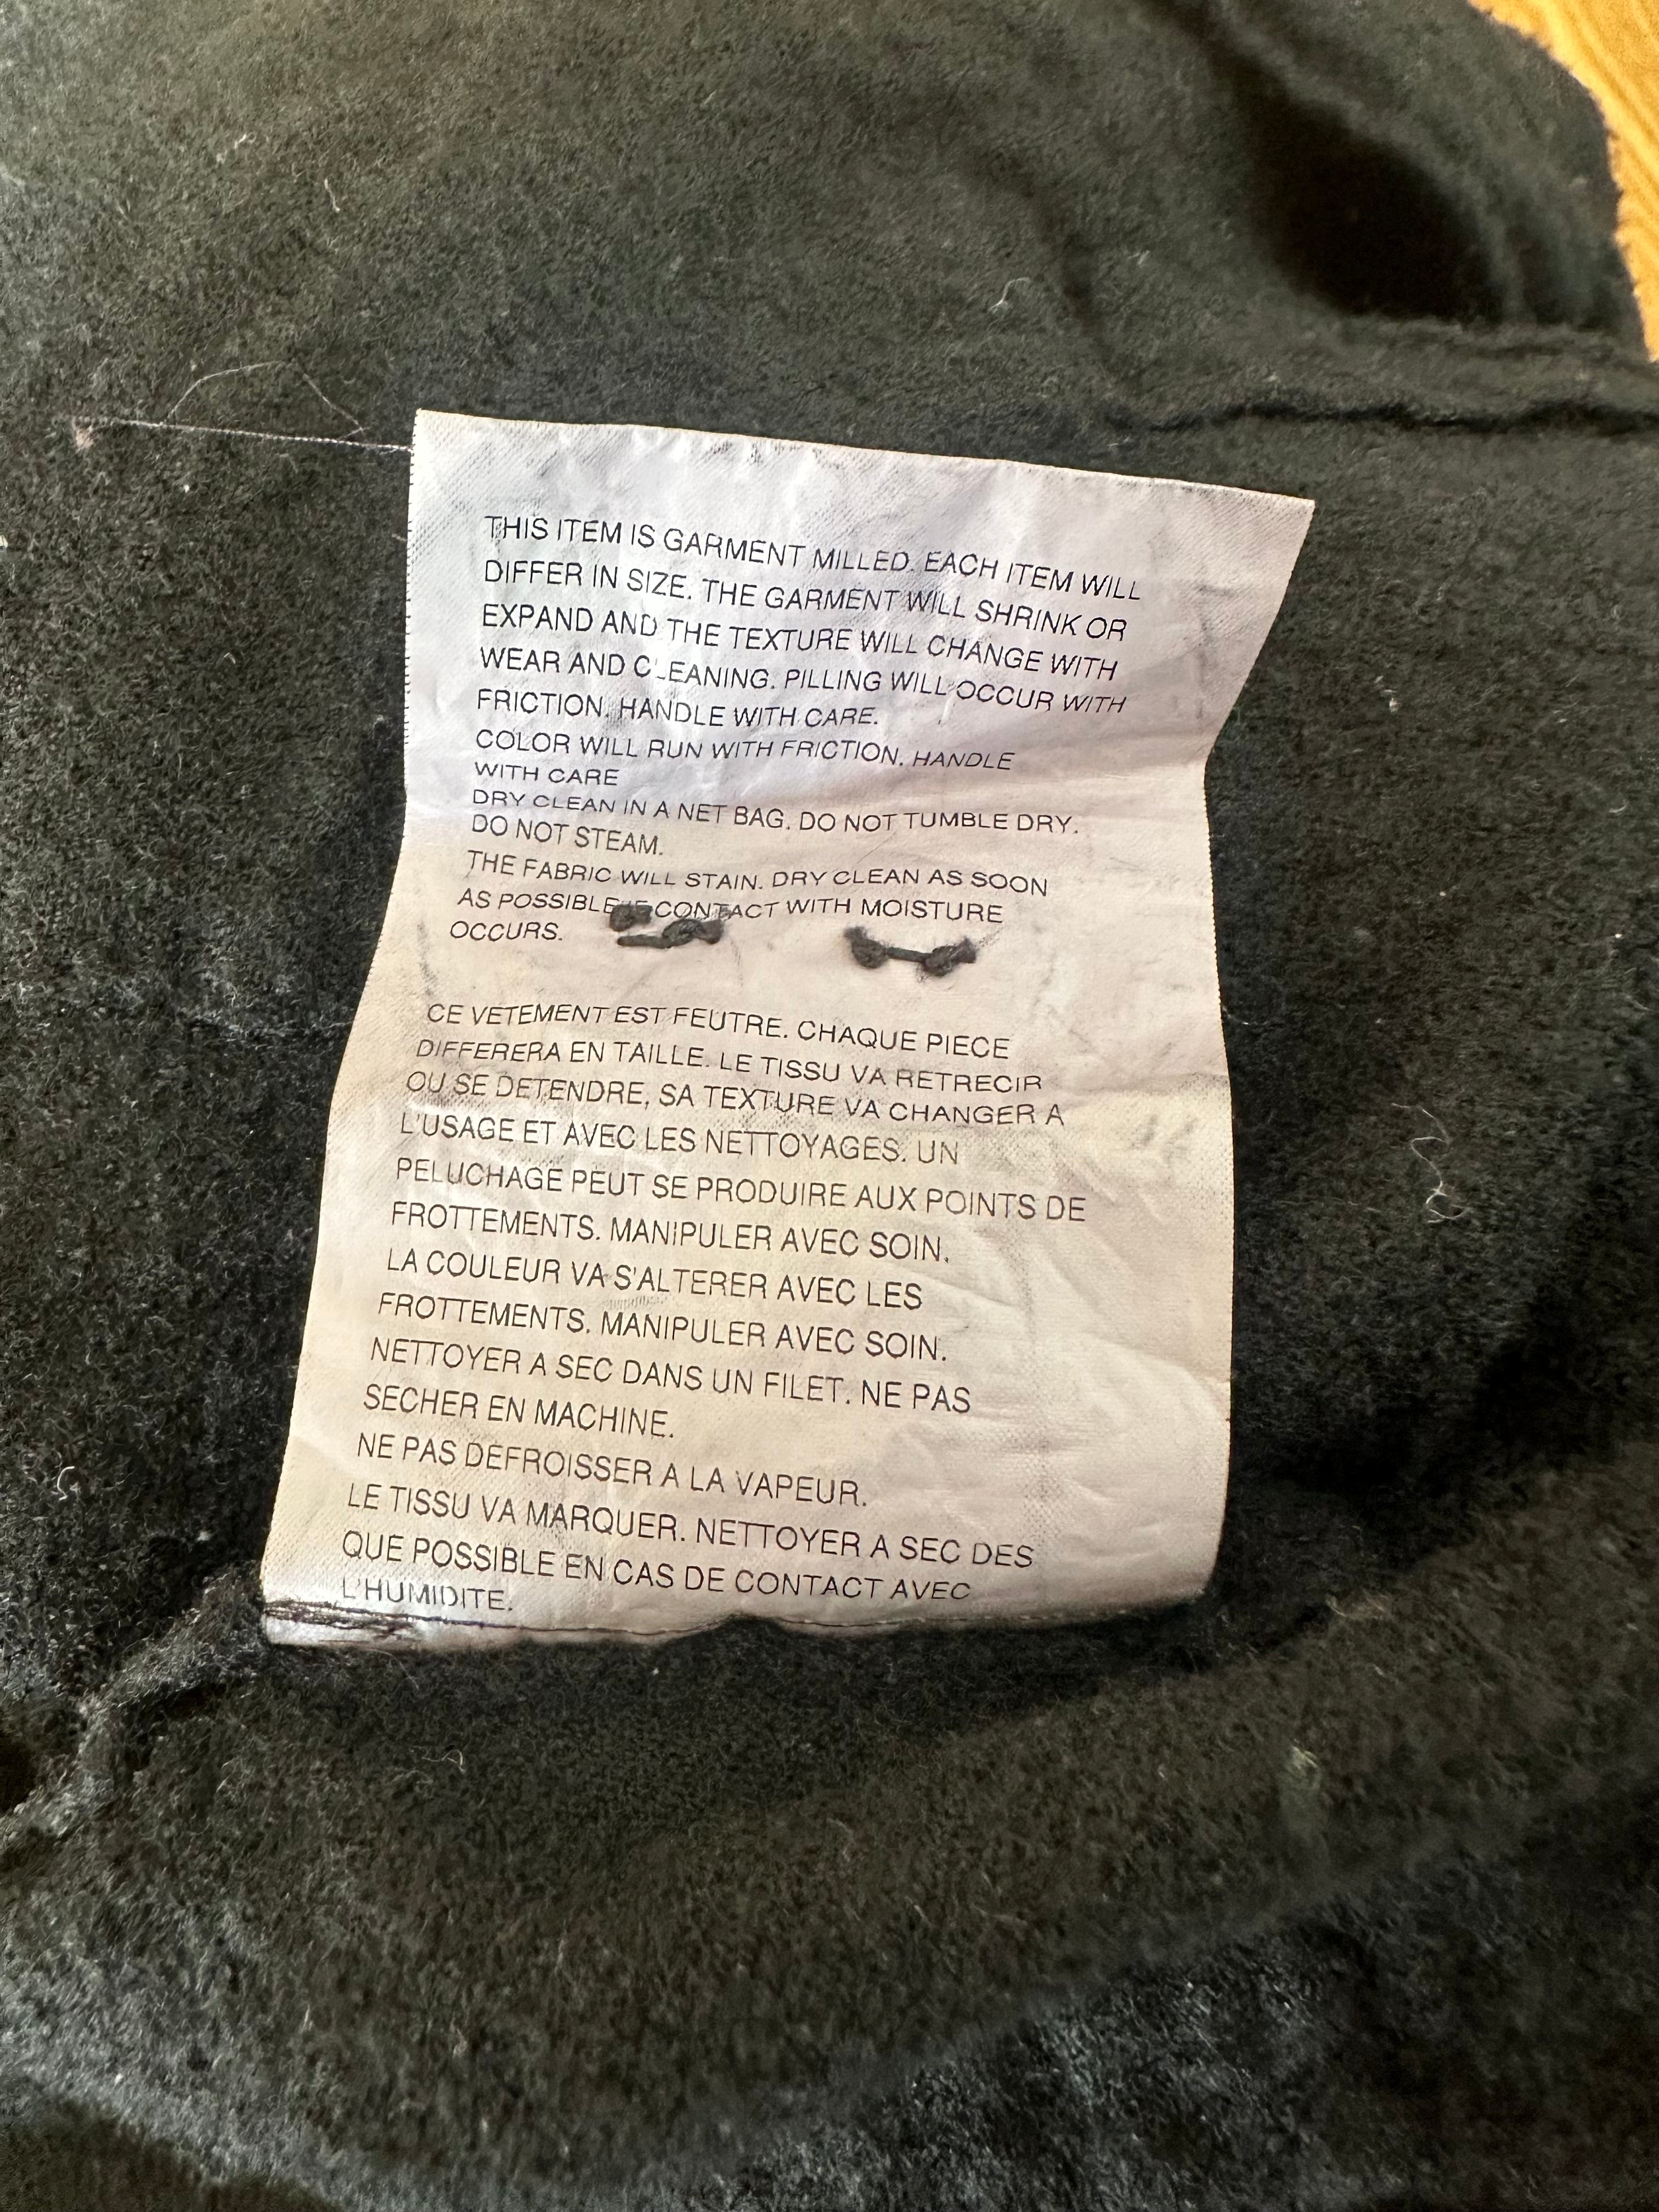 THIS ITEM IS GARMENT MILLED. EACH ITEM WILL
DIFFER IN SIZE. THE GARMENT WILL SHRINK OR
EXPAND AND THE TEXTURE WILL CHANGE WITH
WEAR AND CLEANING. PILLING WILL OCCUR WITH
FRICTION. HANDLE WITH CARE.
COLOR WILL RUN WITH FRICTION. HANDLE
WITH CARE
DRY CLEAN IN A NET BAG. DO NOT TUMBLE DRY.
DO NOT STEAM.
THE FABRIC WILL STAIN. DRY CLEAN AS SOON
AS POSSIBLE IF CONTACT WITH MOISTURE
OCCURS.
CE VETEMENT EST FEUTRE. CHAQUE PIECE
DIFFERERA EN TAILLE. LE TISSU VA RETRECIR
OU SE DETENDRE, SA TEXTURE VA CHANGER A
L'USAGE ET AVEC LES NETTOYAGES. UN
PELUCHAGE PEUT SE PRODUIRE AUX POINTS DE
FROTTEMENTS. MANIPULER AVEC SOIN.
LA COULEUR VA S'ALTERER AVEC LES
FROTTEMENTS. MANIPULER AVEC SOIN.
NETTOYER A SEC DANS UN FILET. NE PAS
SECHER EN MACHINE.
NE PAS DEFROISSER A LA VAPEUR.
LE TISSU VA MARQUER. NETTOYER A SEC DES
QUE POSSIBLE EN CAS DE CONTACT AVEC
L'HUMIDITE.